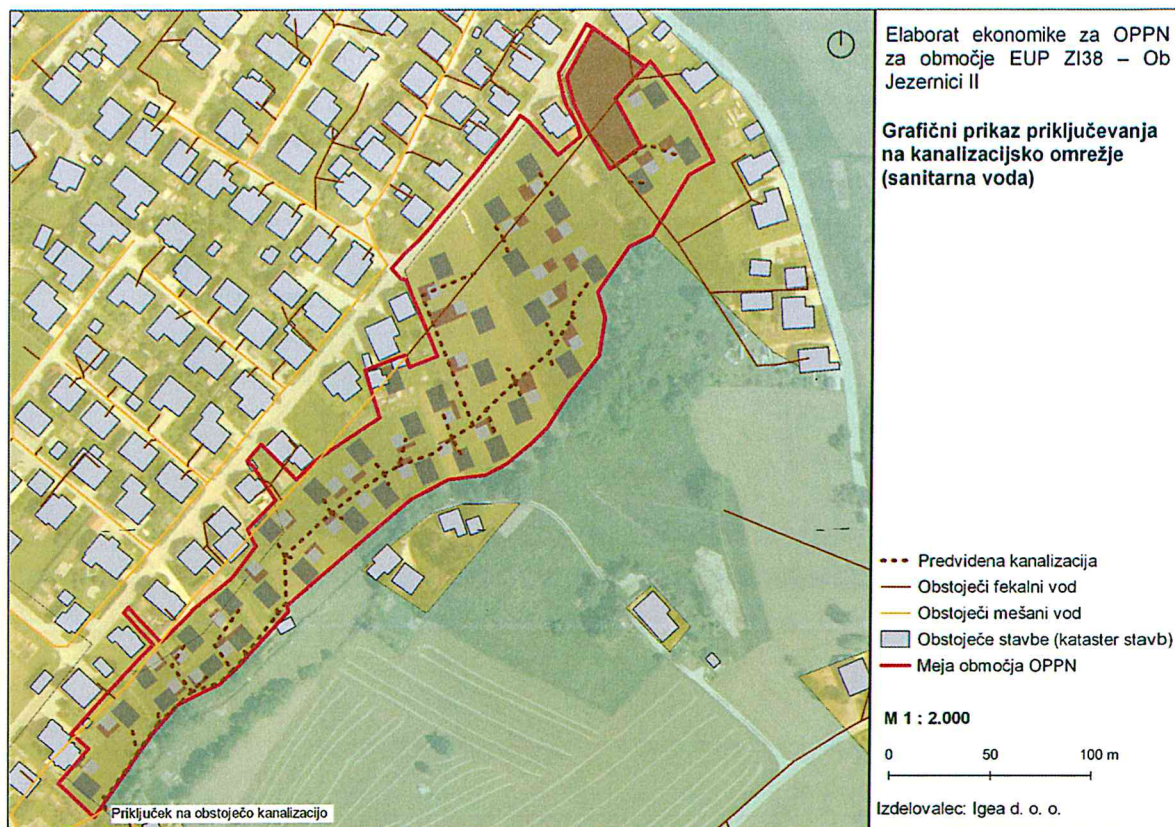 Elaborat ekonomike za OPPN
za območje EUP ZI38 – Ob
Jezernici II
Grafični prikaz priključevanja
na kanalizacijsko omrežje
(sanitarna voda)
Predvidena kanalizacija
Obstoječi fekalni vod
Obstoječi mešani vod
Obstoječe stavbe (kataster stavb)
Meja območja OPPN
M 1 : 2.000
0 50 100 m
Izdelovalec: Igea d. o. o.
Priključek na obstoječo kanalizacijo